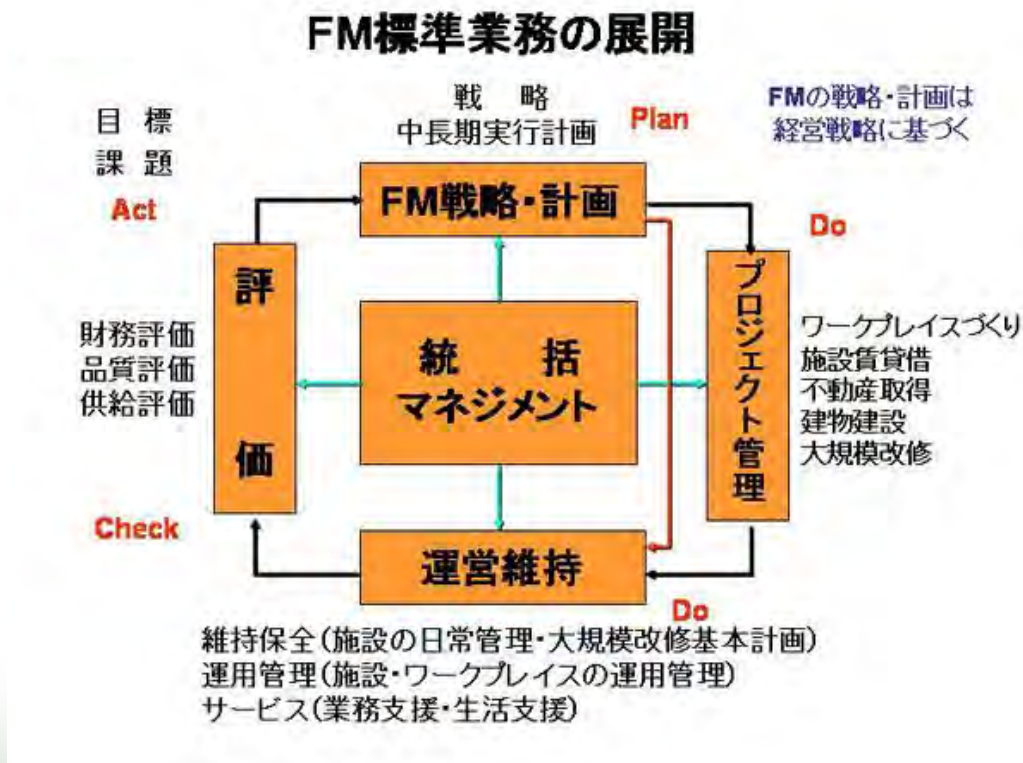 FM標準業務の展開
目 標
課 題
Act
戦 略
中長期実行計画
Plan
FMの戦略・計画は
経営戦略に基づく
FM戦略・計画
Do
評価
財務評価
品質評価
供給評価
統 括
マネジメント
プロジェクト管理
ワークプレイスづくり
施設賃貸借
不動産取得
建物建設
大規模改修
Check
運営維持
Do
維持保全(施設の日常管理・大規模改修基本計画)
運用管理(施設・ワークプレイスの運用管理)
サービス(業務支援・生活支援)